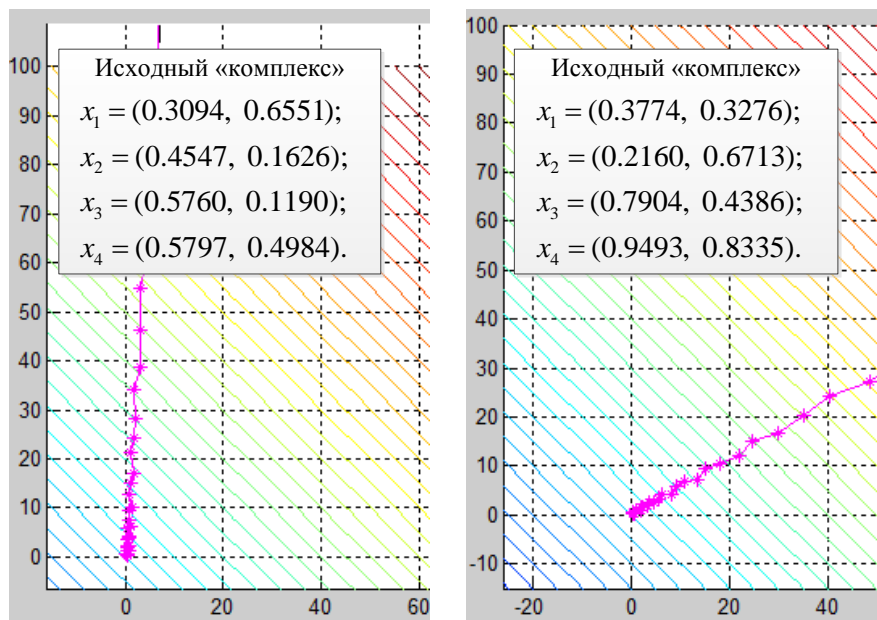 Исходный «комплекс»
x₁ = (0.3094, 0.6551);
x₂ = (0.4547, 0.1626);
x₃ = (0.5760, 0.1190);
x₄ = (0.5797, 0.4984).
100
90
80
70
60
50
40
30
20
10
0
0 20 40 60
Исходный «комплекс»
x₁ = (0.3774, 0.3276);
x₂ = (0.2160, 0.6713);
x₃ = (0.7904, 0.4386);
x₄ = (0.9493, 0.8335).
100
90
80
70
60
50
40
30
20
10
0
-10
-20 0 20 40